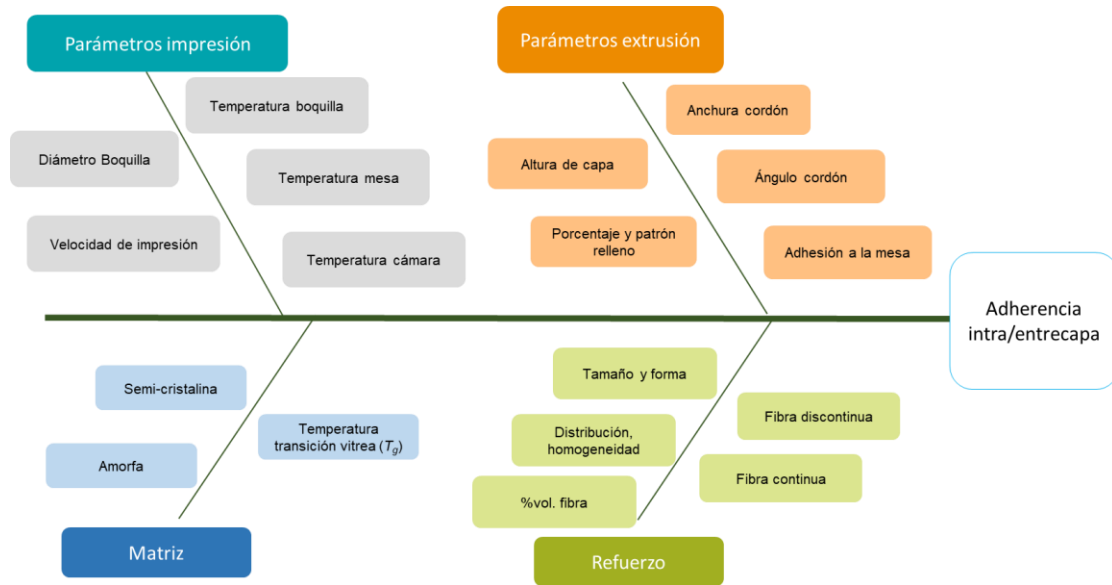 Parámetros impresión
Temperatura boquilla
Diámetro Boquilla
Temperatura mesa
Velocidad de impresión
Temperatura cámara
Parámetros extrusión
Anchura cordón
Altura de capa
Ángulo cordón
Porcentaje y patrón
relleno
Adhesión a la mesa
Adherencia
intra/entrecapa
Semi-cristalina
Temperatura
transición vitrea (Tg)
Amorfa
Matriz
Tamaño y forma
Fibra discontinua
Distribución,
homogeneidad
Fibra continua
%vol. fibra
Refuerzo